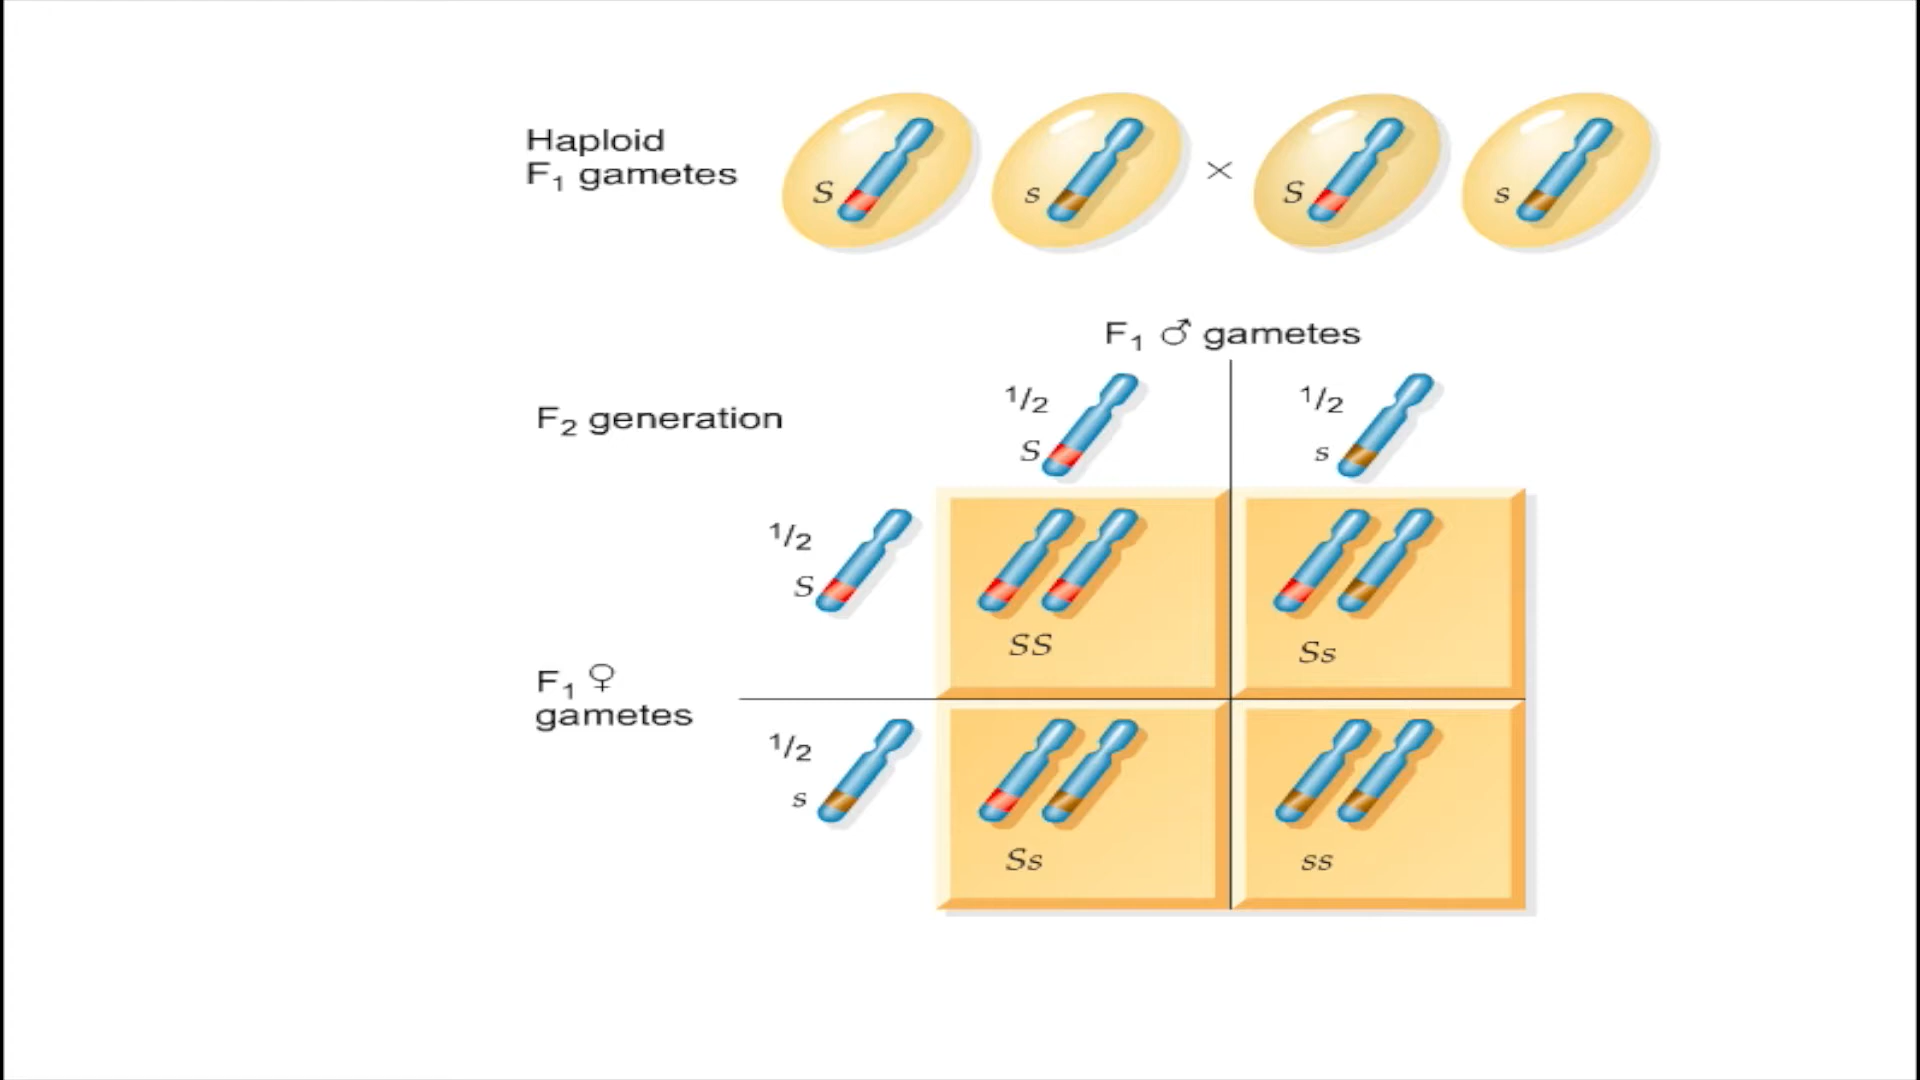 Haploid
F₁ gametes
S
s
×
S
s
F₁ ♂ gametes
F₂ generation
1/2
S
1/2
s
1/2
S
SS
Ss
F₁ ♀
gametes
1/2
s
Ss
ss